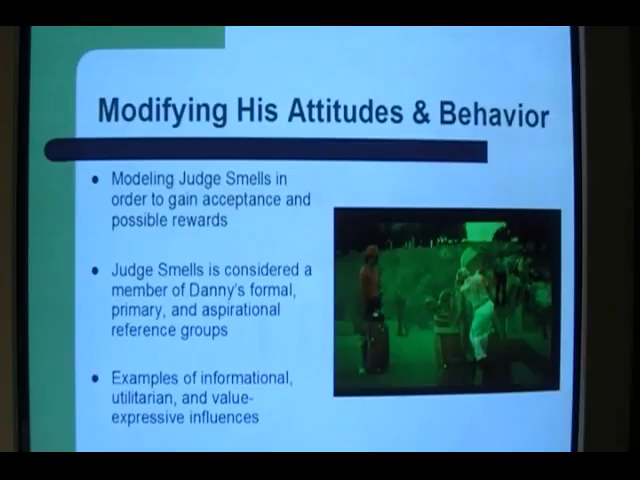 Modifying His Attitudes & Behavior
Modeling Judge Smells in
order to gain acceptance and
possible rewards
Judge Smells is considered a
member of Danny's formal,
primary, and aspirational
reference groups
Examples of informational,
utilitarian, and value-
expressive influences